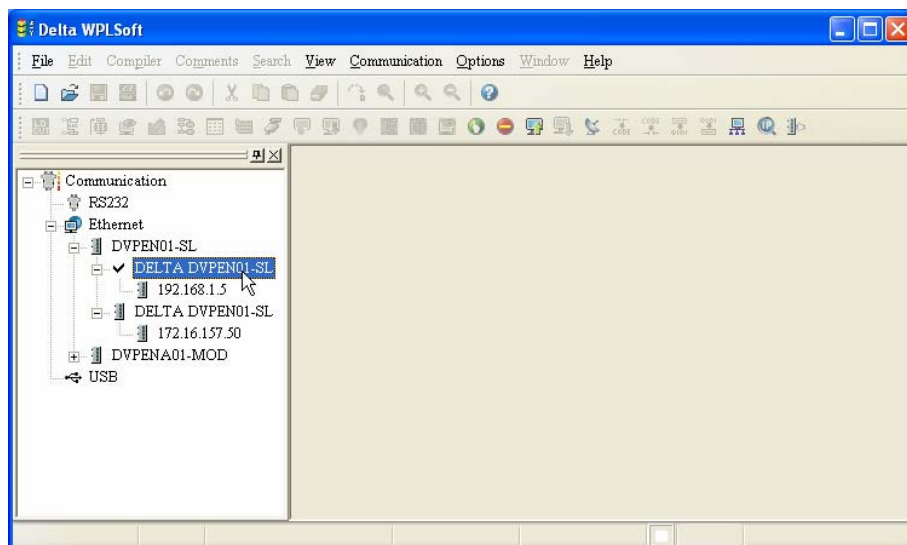 Delta WPLSoft
File Edit Compiler Comments Search View Communication Options Window Help
Communication
RS232
Ethernet
DVPEN01-SL
DELTA DVPEN01-SL
192.168.1.5
DELTA DVPEN01-SL
172.16.157.50
DVPENA01-MOD
USB